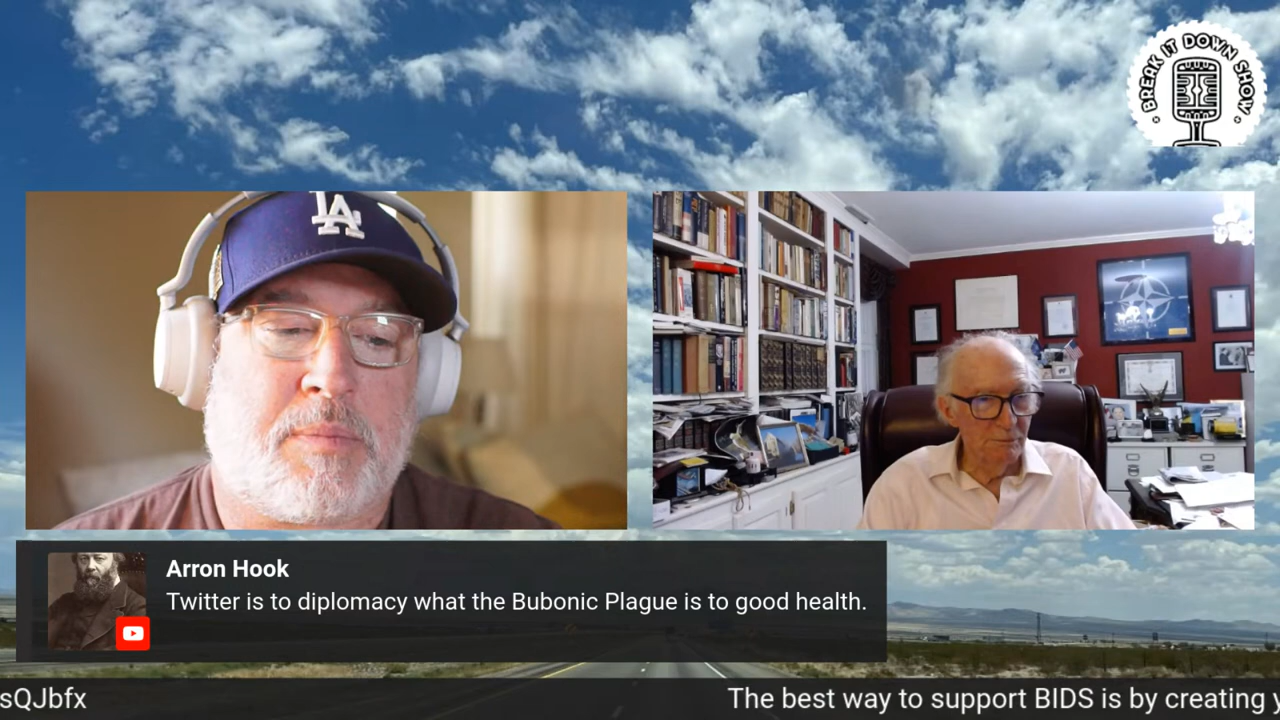 BREAK IT DOWN SHOW
LA
Arron Hook
Twitter is to diplomacy what the Bubonic Plague is to good health.
sQJbfx
The best way to support BIDS is by creating